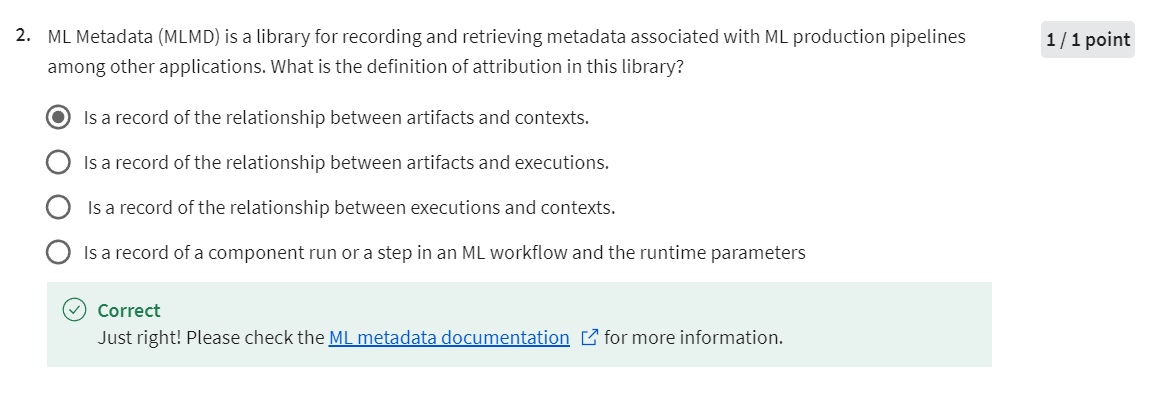 2. ML Metadata (MLMD) is a library for recording and retrieving metadata associated with ML production pipelines
1 / 1 point
among other applications. What is the definition of attribution in this library?
Is a record of the relationship between artifacts and contexts.
Is a record of the relationship between artifacts and executions.
Is a record of the relationship between executions and contexts.
Is a record of a component run or a step in an ML workflow and the runtime parameters
Correct
Just right! Please check the ML metadata documentation for more information.